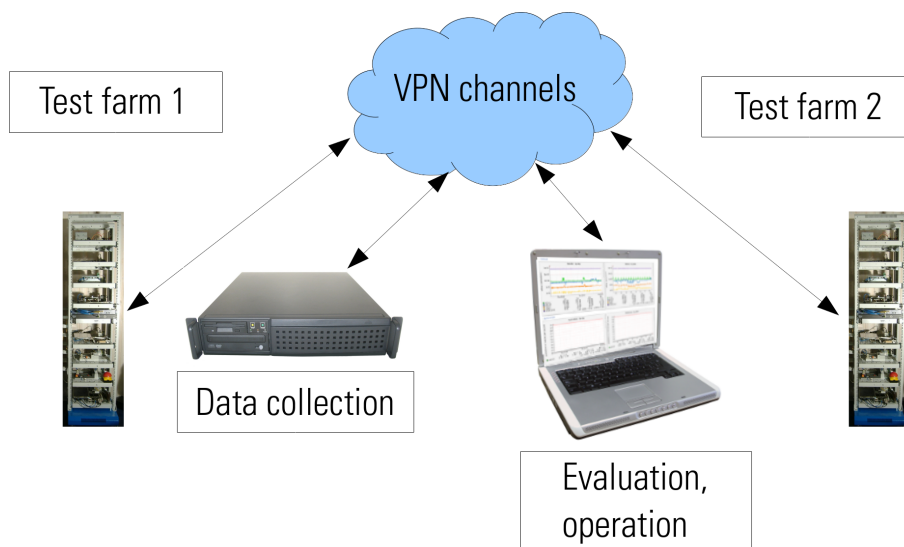 VPN channels
Test farm 1
Test farm 2
Data collection
Evaluation,
operation